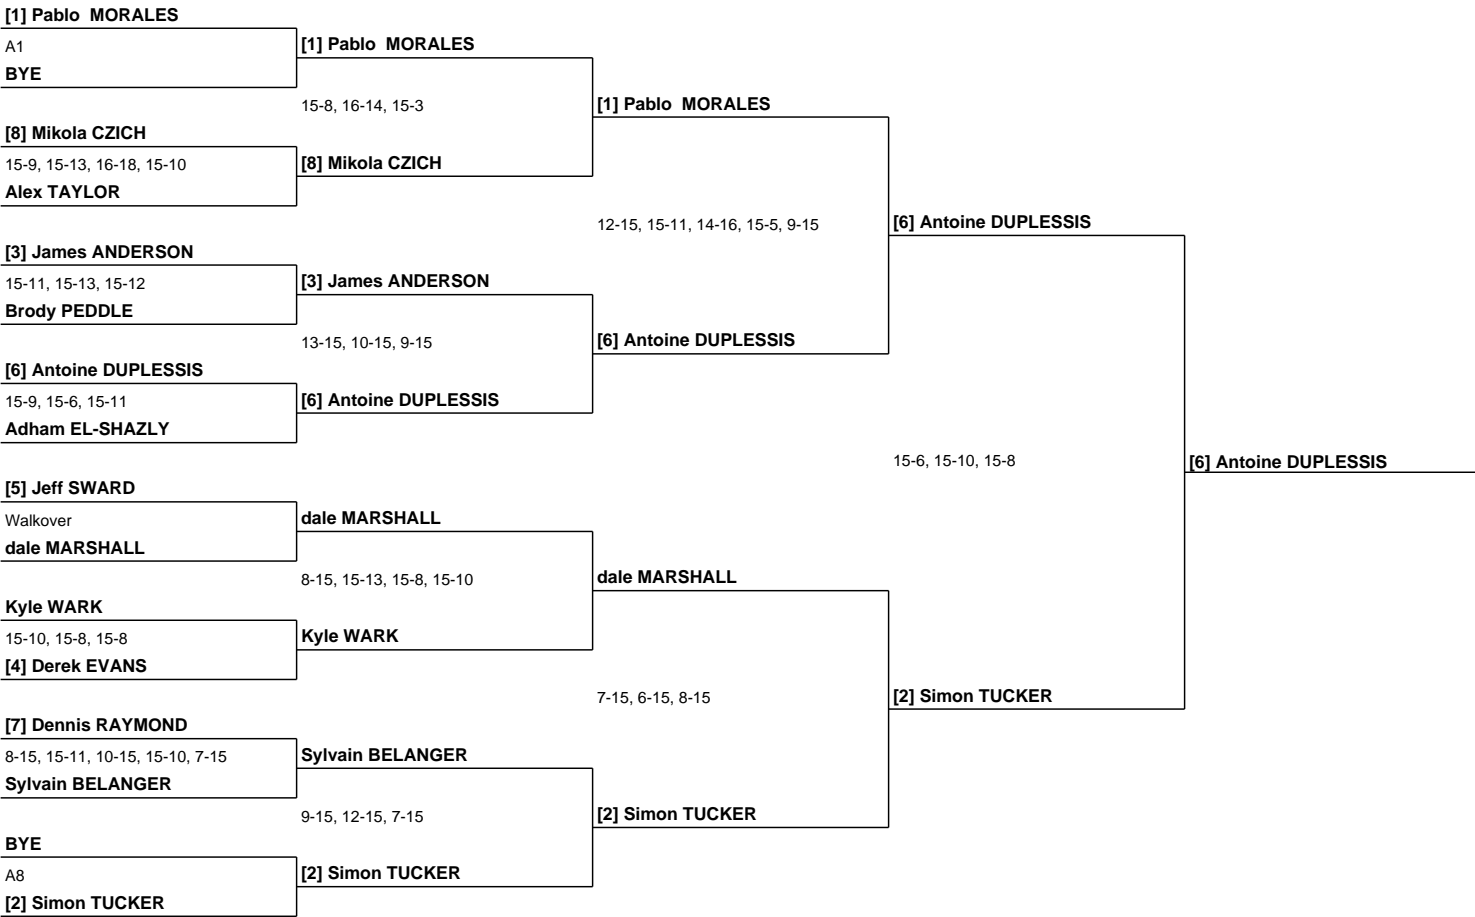 [1] Pablo  MORALES
A1
BYE
[8] Mikola CZICH
15-9, 15-13, 16-18, 15-10
Alex TAYLOR
[3] James ANDERSON
15-11, 15-13, 15-12
Brody PEDDLE
[6] Antoine DUPLESSIS
15-9, 15-6, 15-11
Adham EL-SHAZLY
[5] Jeff SWARD
Walkover
dale MARSHALL
Kyle WARK
15-10, 15-8, 15-8
[4] Derek EVANS
[7] Dennis RAYMOND
8-15, 15-11, 10-15, 15-10, 7-15
Sylvain BELANGER
BYE
A8
[2] Simon TUCKER
[1] Pablo  MORALES
15-8, 16-14, 15-3
[8] Mikola CZICH
[3] James ANDERSON
13-15, 10-15, 9-15
[6] Antoine DUPLESSIS
dale MARSHALL
8-15, 15-13, 15-8, 15-10
Kyle WARK
Sylvain BELANGER
9-15, 12-15, 7-15
[2] Simon TUCKER
[1] Pablo  MORALES
12-15, 15-11, 14-16, 15-5, 9-15
[6] Antoine DUPLESSIS
dale MARSHALL
7-15, 6-15, 8-15
[2] Simon TUCKER
[6] Antoine DUPLESSIS
15-6, 15-10, 15-8
[2] Simon TUCKER
[6] Antoine DUPLESSIS